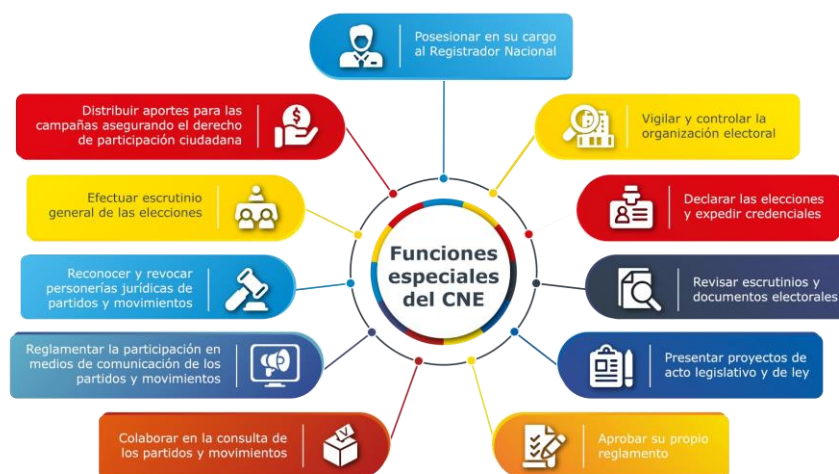 Posesionar en su cargo
al Registrador Nacional
Distribuir aportes para las
campañas asegurando el derecho
de participación ciudadana
$
Vigilar y controlar la
organización electoral
Efectuar escrutinio
general de las elecciones
Declarar las elecciones
y expedir credenciales
Funciones
especiales
del CNE
Reconocer y revocar
personerías jurídicas de
partidos y movimientos
Revisar escrutinios y
documentos electorales
Reglamentar la participación en
medios de comunicación de los
partidos y movimientos
Presentar proyectos de
acto legislativo y de ley
Colaborar en la consulta de
los partidos y movimientos
Aprobar su propio
reglamento